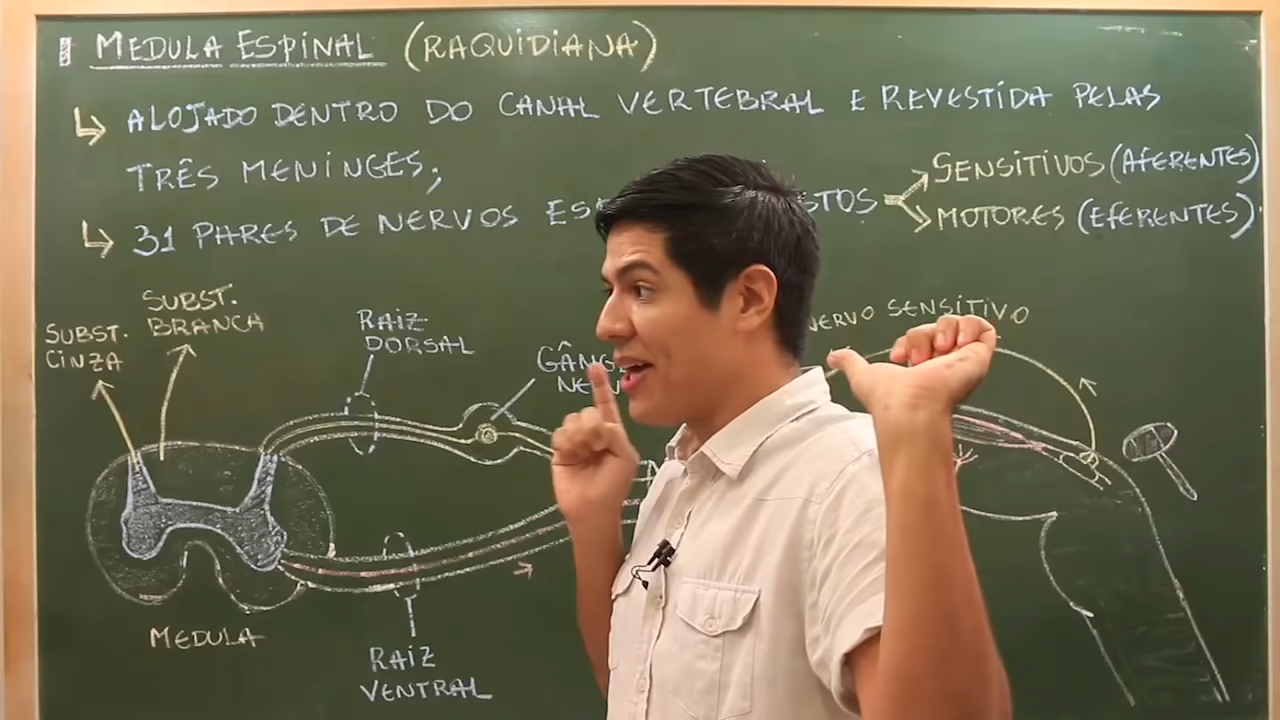 MEDULA ESPINAL (RAQUIDIANA)
ALOJADO DENTRO DO CANAL VERTEBRAL E REVESTIDA PELAS
TRÊS MENINGES;
31 PARES DE NERVOS
SENSITIVOS (AFERENTES)
MOTORES (EFERENTES)
SUBST.
CINZA
SUBST.
BRANCA
RAIZ
DORSAL
NERVO SENSITIVO
MEDULA
RAIZ
VENTRAL